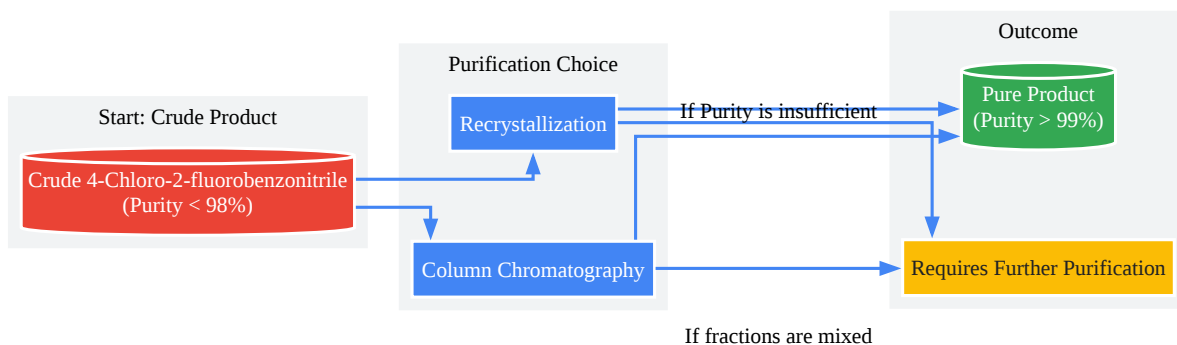 Start: Crude Product
Crude 4-Chloro-2-fluorobenzonitrile
(Purity < 98%)
Purification Choice
Recrystallization
Column Chromatography
If Purity is insufficient
If fractions are mixed
Outcome
Pure Product
(Purity > 99%)
Requires Further Purification